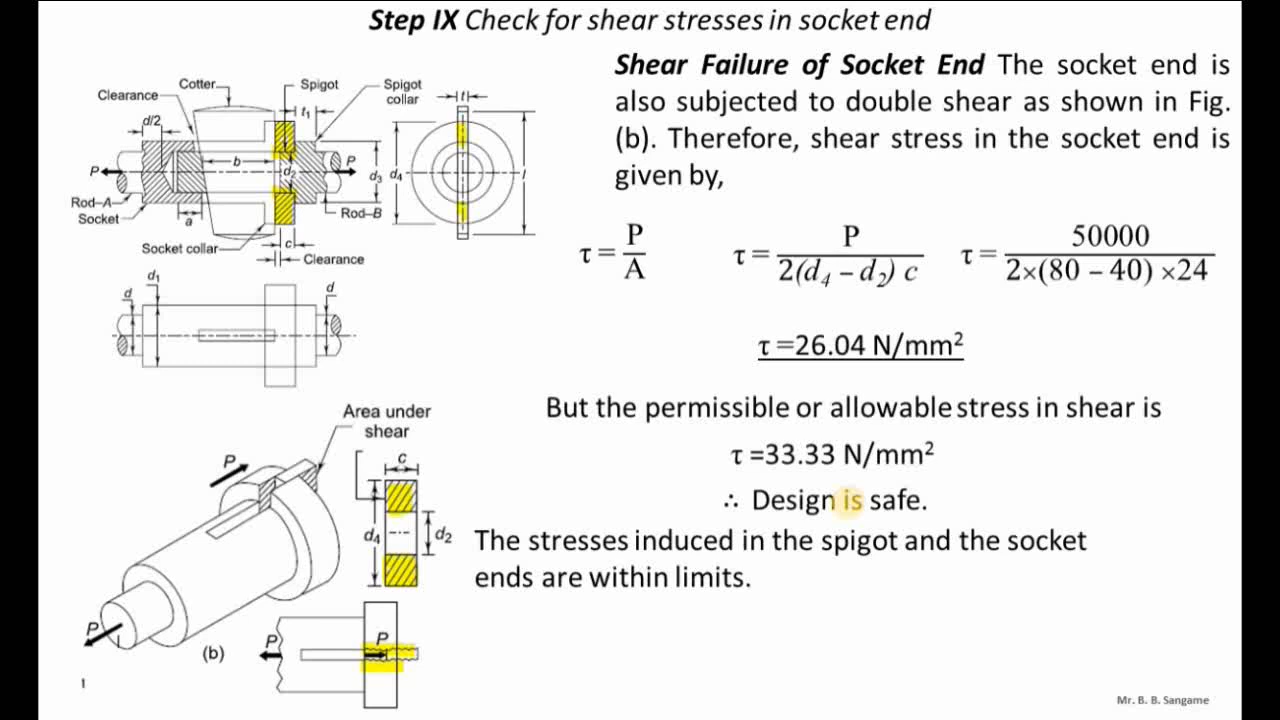 Step IX Check for shear stresses in socket end
Shear Failure of Socket End The socket end is
also subjected to double shear as shown in Fig.
(b). Therefore, shear stress in the socket end is
given by,
τ = P/A
τ = P/2(d4 – d2) c
τ = 50000/2×(80 – 40) ×24
τ =26.04 N/mm²
But the permissible or allowable stress in shear is
τ =33.33 N/mm²
∴ Design is safe.
The stresses induced in the spigot and the socket
ends are within limits.
Cotter
Spigot
Clearance
Spigot
collar
d/2
t1
t
b
d2
P
P
d3
d4
l
Rod–A
Socket
a
Rod–B
Socket collar
c
Clearance
d1
d
d
Area under
shear
P
c
d4
d2
P
(b)
P
P
1
Mr. B. B. Sangame